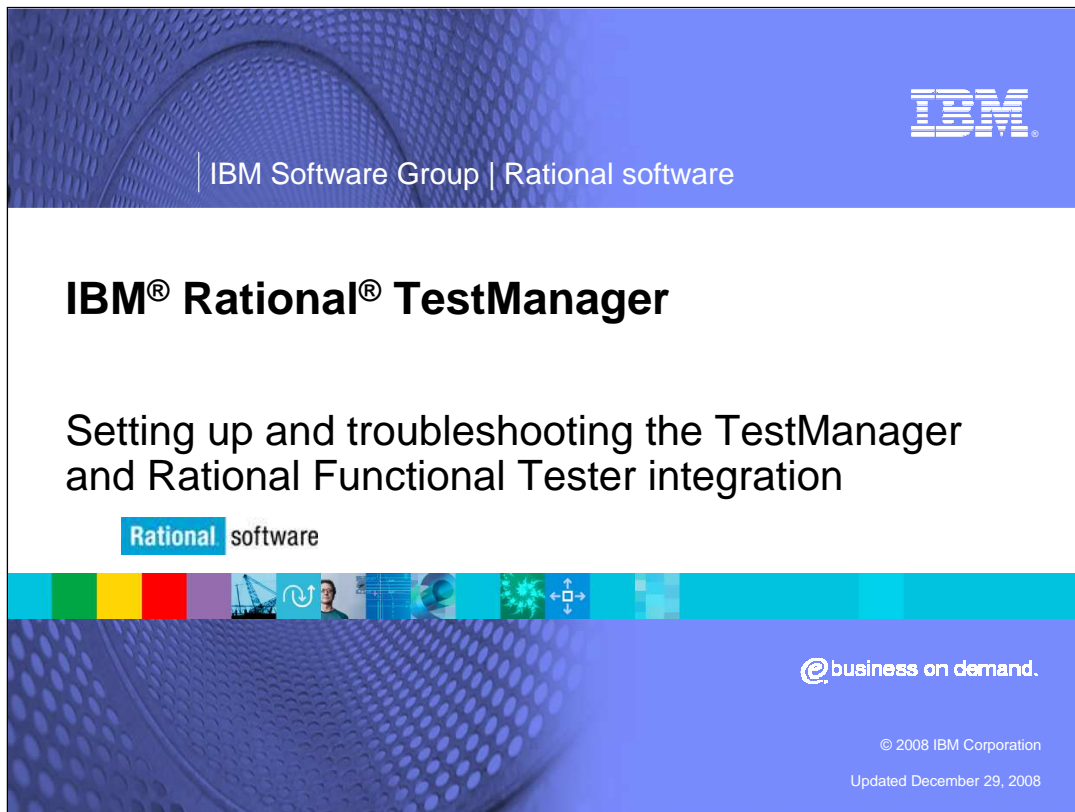 IBM®
IBM Software Group | Rational software
IBM® Rational® TestManager
Setting up and troubleshooting the TestManager
and Rational Functional Tester integration
Rational software
e business on demand.
© 2008 IBM Corporation
Updated December 29, 2008